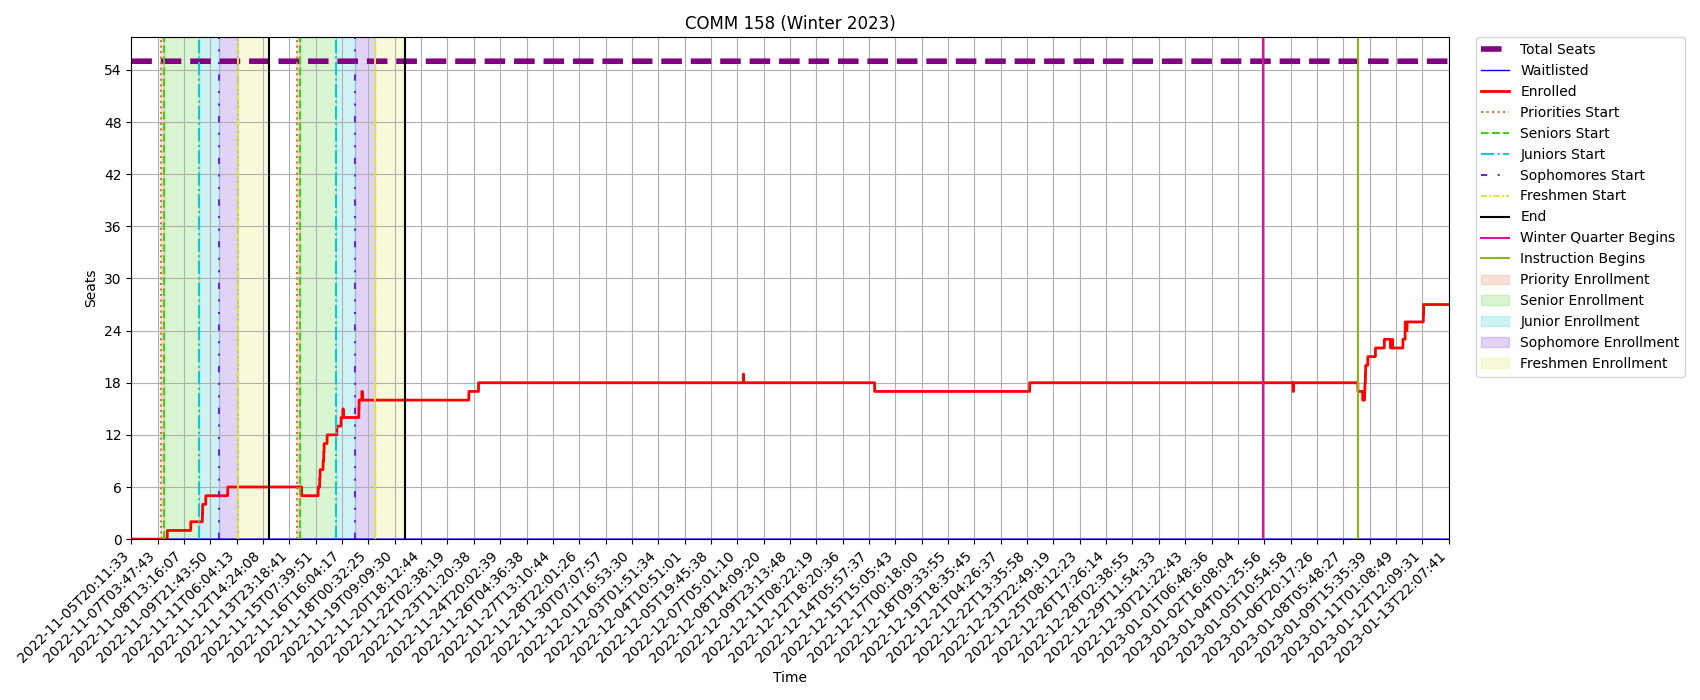 COMM 158 (Winter 2023)
Seats
54
48
42
36
30
24
18
12
6
0
2022-11-05T20:11:33
2022-11-07T03:47:43
2022-11-08T13:16:07
2022-11-09T21:43:50
2022-11-11T06:04:13
2022-11-12T14:24:08
2022-11-13T23:18:41
2022-11-15T07:39:51
2022-11-16T16:04:17
2022-11-18T00:32:25
2022-11-19T09:09:30
2022-11-20T18:12:44
2022-11-22T02:38:19
2022-11-23T11:20:38
2022-11-24T20:02:39
2022-11-26T04:36:38
2022-11-27T13:10:44
2022-11-28T22:01:26
2022-11-30T07:07:57
2022-12-01T16:53:30
2022-12-03T01:51:34
2022-12-04T10:51:01
2022-12-05T19:45:38
2022-12-07T05:01:10
2022-12-08T14:09:20
2022-12-09T23:13:48
2022-12-11T08:22:19
2022-12-12T18:20:36
2022-12-14T05:57:37
2022-12-15T15:05:43
2022-12-17T00:18:00
2022-12-18T09:33:55
2022-12-19T18:35:45
2022-12-21T04:26:37
2022-12-22T13:35:58
2022-12-23T22:49:19
2022-12-25T08:12:23
2022-12-26T17:26:14
2022-12-28T02:38:55
2022-12-29T11:54:33
2022-12-30T21:22:43
2023-01-01T06:48:36
2023-01-02T16:08:04
2023-01-04T01:25:56
2023-01-05T10:54:58
2023-01-06T20:17:26
2023-01-08T05:48:27
2023-01-09T15:35:39
2023-01-11T01:08:49
2023-01-12T12:09:31
2023-01-13T22:07:41
Time
Total Seats
Waitlisted
Enrolled
Priorities Start
Seniors Start
Juniors Start
Sophomores Start
Freshmen Start
End
Winter Quarter Begins
Instruction Begins
Priority Enrollment
Senior Enrollment
Junior Enrollment
Sophomore Enrollment
Freshmen Enrollment